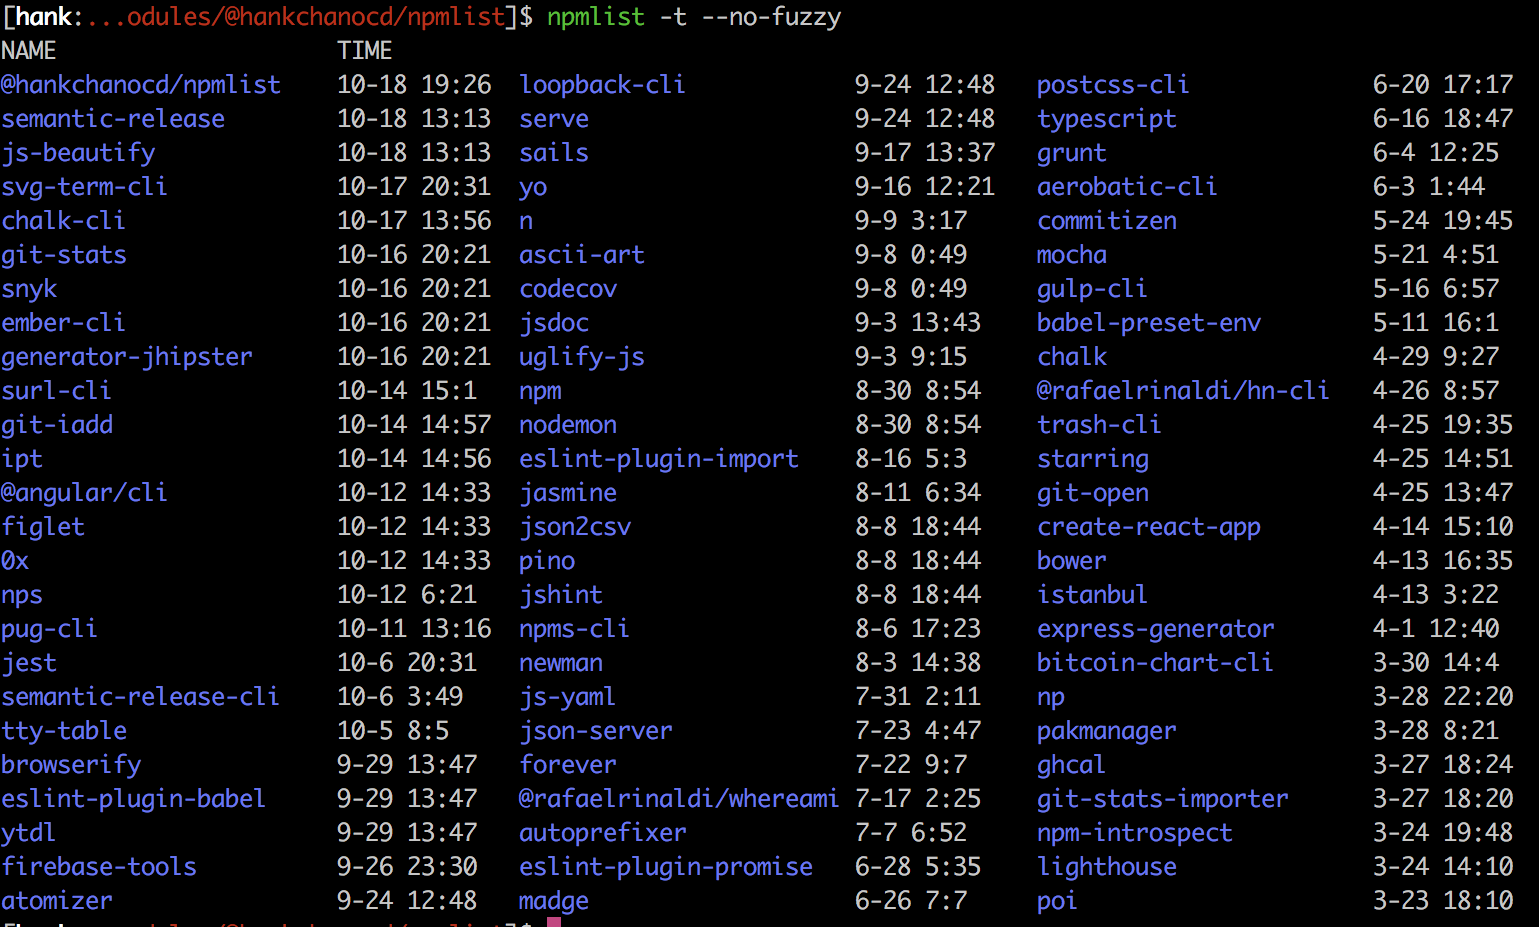 [hank:...odules/@hankchanocd/npmlist]$ npmlist -t --no-fuzzy
NAME TIME
@hankchanocd/npmlist 10-18 19:26 loopback-cli 9-24 12:48 postcss-cli 6-20 17:17
semantic-release 10-18 13:13 serve 9-24 12:48 typescript 6-16 18:47
js-beautify 10-18 13:13 sails 9-17 13:37 grunt 6-4 12:25
svg-term-cli 10-17 20:31 yo 9-16 12:21 aerobatic-cli 6-3 1:44
chalk-cli 10-17 13:56 n 9-9 3:17 commitizen 5-24 19:45
git-stats 10-16 20:21 ascii-art 9-8 0:49 mocha 5-21 4:51
snyk 10-16 20:21 codecov 9-8 0:49 gulp-cli 5-16 6:57
ember-cli 10-16 20:21 jsdoc 9-3 13:43 babel-preset-env 5-11 16:1
generator-jhipster 10-16 20:21 uglify-js 9-3 9:15 chalk 4-29 9:27
surl-cli 10-14 15:1 npm 8-30 8:54 @rafaelrinaldi/hn-cli 4-26 8:57
git-iadd 10-14 14:57 nodemon 8-30 8:54 trash-cli 4-25 19:35
ipt 10-14 14:56 eslint-plugin-import 8-16 5:3 starring 4-25 14:51
@angular/cli 10-12 14:33 jasmine 8-11 6:34 git-open 4-25 13:47
figlet 10-12 14:33 json2csv 8-8 18:44 create-react-app 4-14 15:10
0x 10-12 14:33 pino 8-8 18:44 bower 4-13 16:35
nps 10-12 6:21 jshint 8-8 18:44 istanbul 4-13 3:22
pug-cli 10-11 13:16 npms-cli 8-6 17:23 express-generator 4-1 12:40
jest 10-6 20:31 newman 8-3 14:38 bitcoin-chart-cli 3-30 14:4
semantic-release-cli 10-6 3:49 js-yaml 7-31 2:11 np 3-28 22:20
tty-table 10-5 8:5 json-server 7-23 4:47 pakmanager 3-28 8:21
browserify 9-29 13:47 forever 7-22 9:7 ghcal 3-27 18:24
eslint-plugin-babel 9-29 13:47 @rafaelrinaldi/whereami 7-17 2:25 git-stats-importer 3-27 18:20
ytdl 9-29 13:47 autoprefixer 7-7 6:52 npm-introspect 3-24 19:48
firebase-tools 9-26 23:30 eslint-plugin-promise 6-28 5:35 lighthouse 3-24 14:10
atomizer 9-24 12:48 madge 6-26 7:7 poi 3-23 18:10